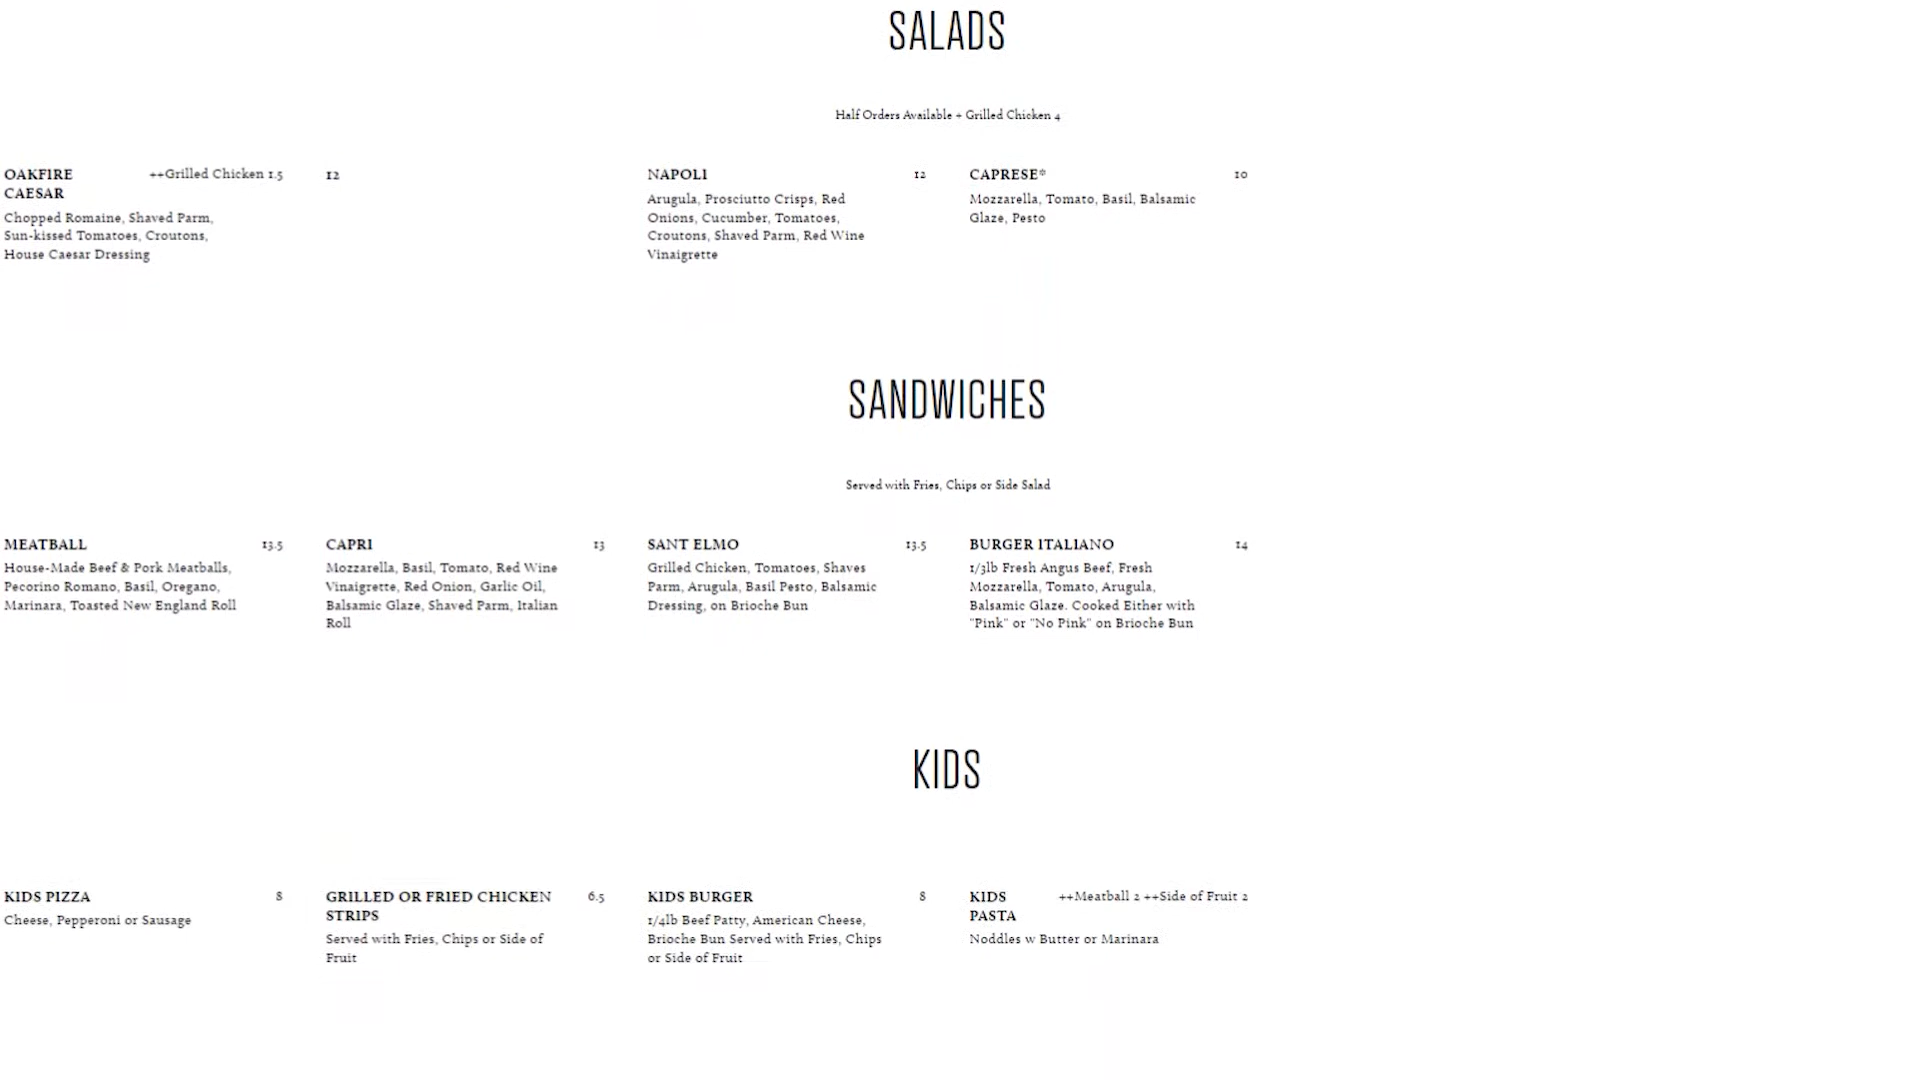 SALADS
Half Orders Available + Grilled Chicken 4
OAKFIRE CAESAR
++Grilled Chicken 1.5
12
Chopped Romaine, Shaved Parm,
Sun-kissed Tomatoes, Croutons,
House Caesar Dressing
NAPOLI
12
Arugula, Prosciutto Crisps, Red
Onions, Cucumber, Tomatoes,
Croutons, Shaved Parm, Red Wine
Vinaigrette
CAPRESE*
10
Mozzarella, Tomato, Basil, Balsamic
Glaze, Pesto
SANDWICHES
Served with Fries, Chips or Side Salad
MEATBALL
13.5
House-Made Beef & Pork Meatballs,
Pecorino Romano, Basil, Oregano,
Marinara, Toasted New England Roll
CAPRI
13
Mozzarella, Basil, Tomato, Red Wine
Vinaigrette, Red Onion, Garlic Oil,
Balsamic Glaze, Shaved Parm, Italian
Roll
SANT ELMO
13.5
Grilled Chicken, Tomatoes, Shaves
Parm, Arugula, Basil Pesto, Balsamic
Dressing, on Brioche Bun
BURGER ITALIANO
14
1/3lb Fresh Angus Beef, Fresh
Mozzarella, Tomato, Arugula,
Balsamic Glaze. Cooked Either with
"Pink" or "No Pink" on Brioche Bun
KIDS
KIDS PIZZA
8
Cheese, Pepperoni or Sausage
GRILLED OR FRIED CHICKEN
STRIPS
6.5
Served with Fries, Chips or Side of
Fruit
KIDS BURGER
8
1/4lb Beef Patty, American Cheese,
Brioche Bun Served with Fries, Chips
or Side of Fruit
KIDS
PASTA
++Meatball 2 ++Side of Fruit 2
Noddles w Butter or Marinara